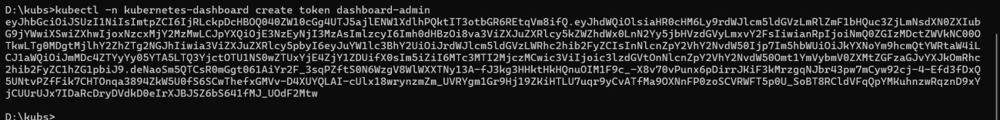 D:\kubs>kubectl -n kubernetes-dashboard create token dashboard-admin
eyJhbGciOiJSUzI1NiIsImtpZCI6IjRLckpDcHBOQ040ZW10cGg4UTJ5ajlENW1XdlhPQktIT3otbGR6REtqVm8ifQ.eyJhdWQiOlsiaHR0cHM6Ly9rdWJlcm5ldGVzLmRlZmF1bHQuc3ZjLmNsdXN0ZXIub
G9jYWwiXSwiZXhwIjoxNzcxMjY2MzMwLCJpYXQiOjE3NzEyNjI3MzAsImlzcyI6Imh0dHBzOi8va3ViZXJuZXRlcy5kZWZhdWx0LnN2Yy5jbHVzdGVyLmxvY2FsIiwianRpIjoiNmQ0ZGIzMDctZWVkNC00O
TkwLTg0MDgtMjlhY2ZhZTg2NGJhIiwia3ViZXJuZXRlcy5pbyI6eyJuYW1lc3BhY2UiOiJrdWJlcm5ldGVzLWRhc2hib2FyZCIsInNlcnZpY2VhY2NvdW50Ijp7Im5hbWUiOiJkYXNoYm9hcmQtYWRtaW4iL
CJ1aWQiOiJmMDc4ZTYyYy05YTA5LTQ3YjctOTU1NS0wZTUxYjE4ZjY1ZDUifX0sIm5iZiI6MTc3MTI2MjczMCwic3ViIjoic3lzdGVtOnNlcnZpY2VhY2NvdW50Omt1YmVybmV0ZXMtZGFzaGJvYXJkOmRhc
2hib2FyZC1hZG1pbiJ9.deNaoSm5QTCsR0mGgt061AiYr2F_3sqPZftS0N6WzgV8WlWXXTNy13A-fJ3kg3HHktHkHQnuOIM1F9c_-X8v70vPunx6pDirrJKiF3kMrzgqNJbr43pw7mCyw92cj-4-Efd3fDxQ
5UNtvPZfFik7CHTOnqa3894ZkW5U0fS6SCwThefxGMVv-D4XUYQLAI-cUlx18wrynzmZm_UVRYgm1Gr9Hj19ZKiHTLU7uqr9yCvATfMa9OXNnFP0zoSCVRWFT5p0U_SoBT8RCldVFqQpYMKuhnzwRqznD9xY
jCUUrUJx7IDaRcDryDVdkD0eIrXJBJSZ6bS641fMJ_UOdF2Mtw
D:\kubs>